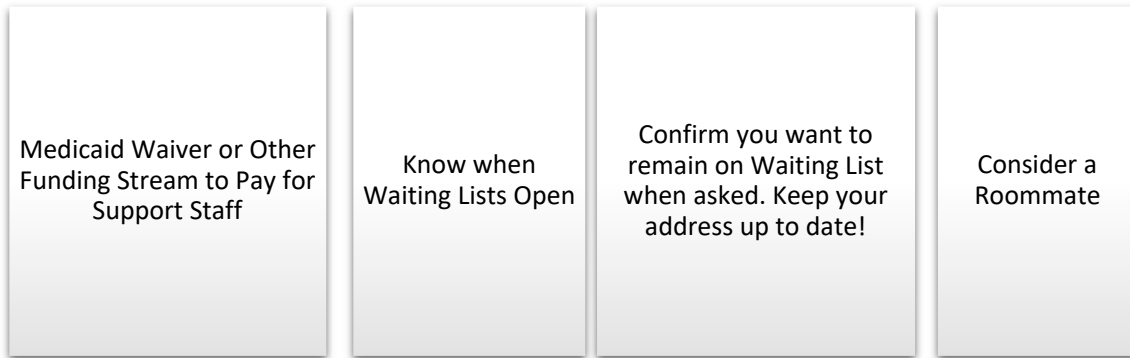 Medicaid Waiver or Other
Funding Stream to Pay for
Support Staff
Know when
Waiting Lists Open
Confirm you want to
remain on Waiting List
when asked. Keep your
address up to date!
Consider a
Roommate